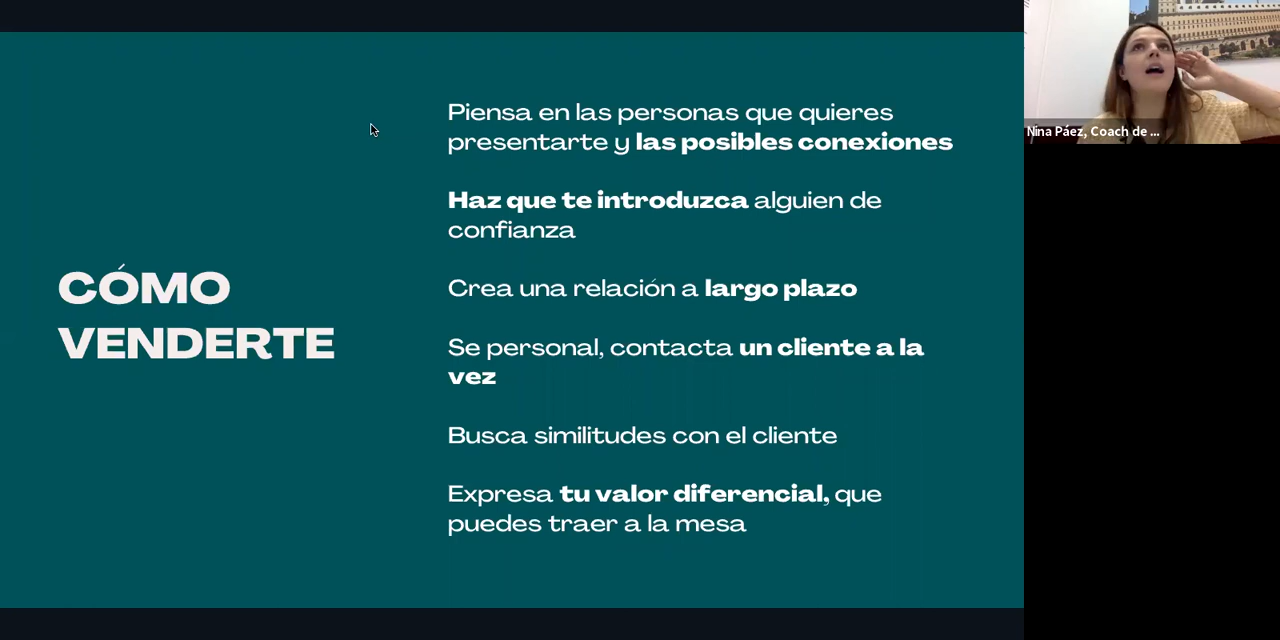 CÓMO
VENDERTE
Piensa en las personas que quieres
presentarte y las posibles conexiones
Haz que te introduzca alguien de
confianza
Crea una relación a largo plazo
Se personal, contacta un cliente a la
vez
Busca similitudes con el cliente
Expresa tu valor diferencial, que
puedes traer a la mesa
Nina Páez, Coach de ...